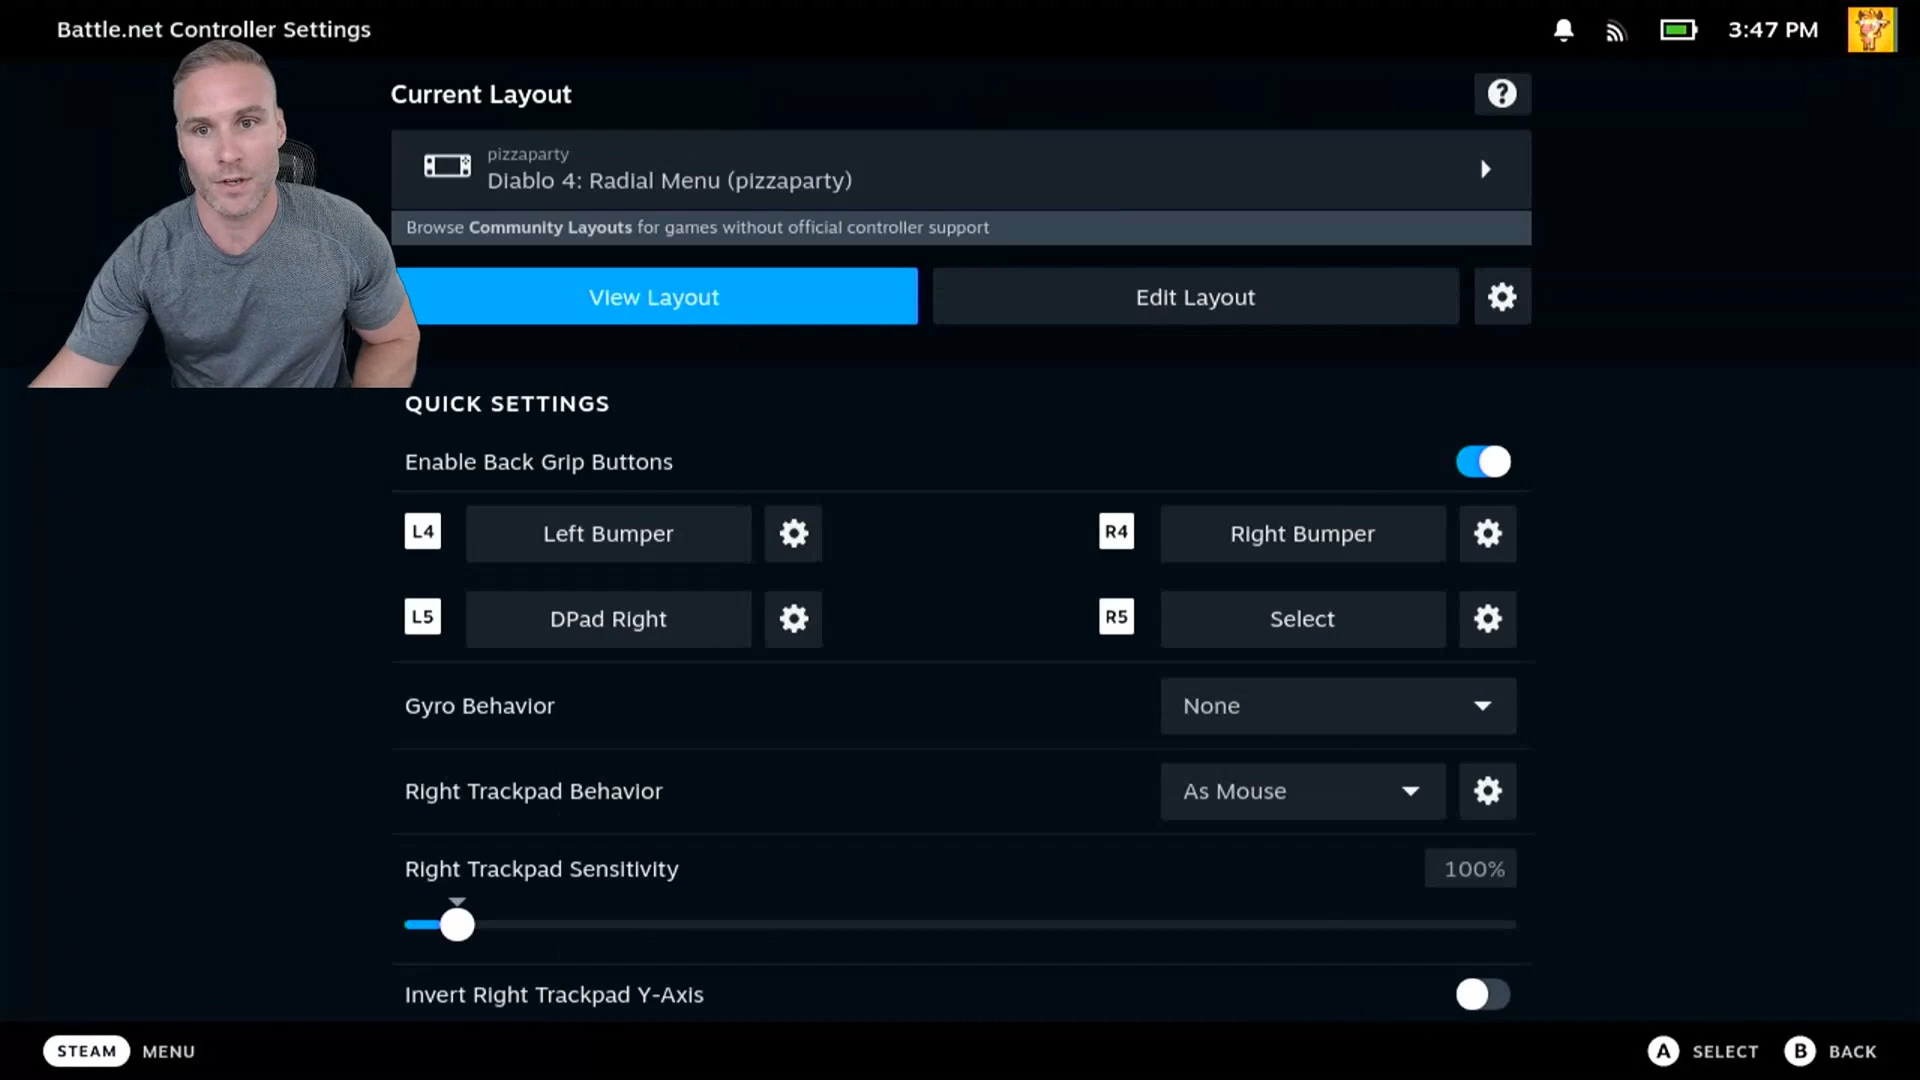 Battle.net Controller Settings
3:47 PM
Current Layout
?
pizzaparty
Diablo 4: Radial Menu (pizzaparty)
Browse Community Layouts for games without official controller support
View Layout
Edit Layout
QUICK SETTINGS
Enable Back Grip Buttons
L4 Left Bumper
R4 Right Bumper
L5 DPad Right
R5 Select
Gyro Behavior
None
Right Trackpad Behavior
As Mouse
Right Trackpad Sensitivity
100%
Invert Right Trackpad Y-Axis
STEAM MENU
A SELECT B BACK